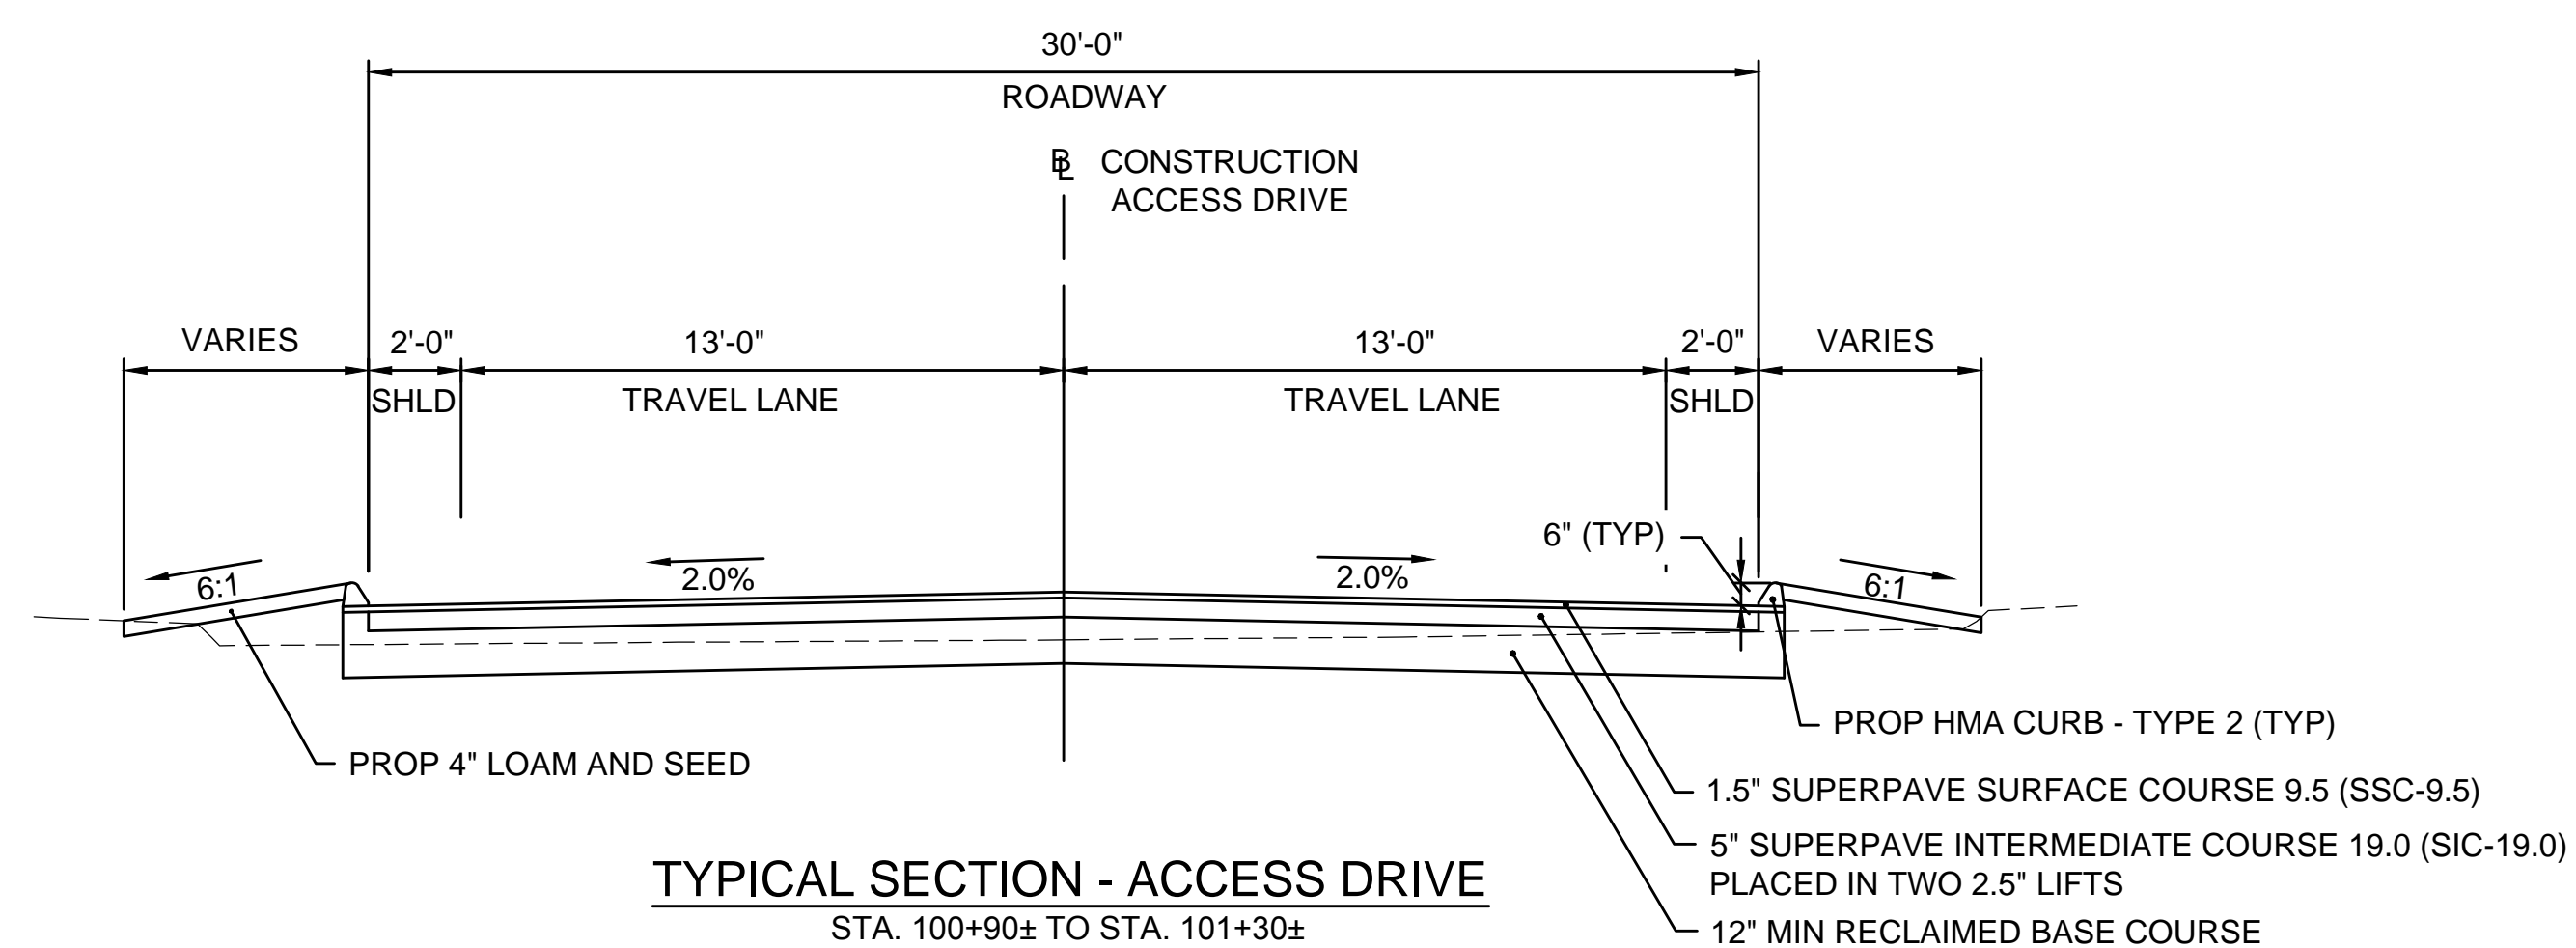 30'-0"
ROADWAY
BL CONSTRUCTION
ACCESS DRIVE
VARIES 2'-0" 13'-0" 13'-0" 2'-0" VARIES
SHLD TRAVEL LANE TRAVEL LANE SHLD
6" (TYP)
6:1 2.0% 2.0% 6:1
PROP HMA CURB - TYPE 2 (TYP)
PROP 4" LOAM AND SEED
1.5" SUPERPAVE SURFACE COURSE 9.5 (SSC-9.5)
5" SUPERPAVE INTERMEDIATE COURSE 19.0 (SIC-19.0)
PLACED IN TWO 2.5" LIFTS
12" MIN RECLAIMED BASE COURSE
TYPICAL SECTION - ACCESS DRIVE
STA. 100+90± TO STA. 101+30±